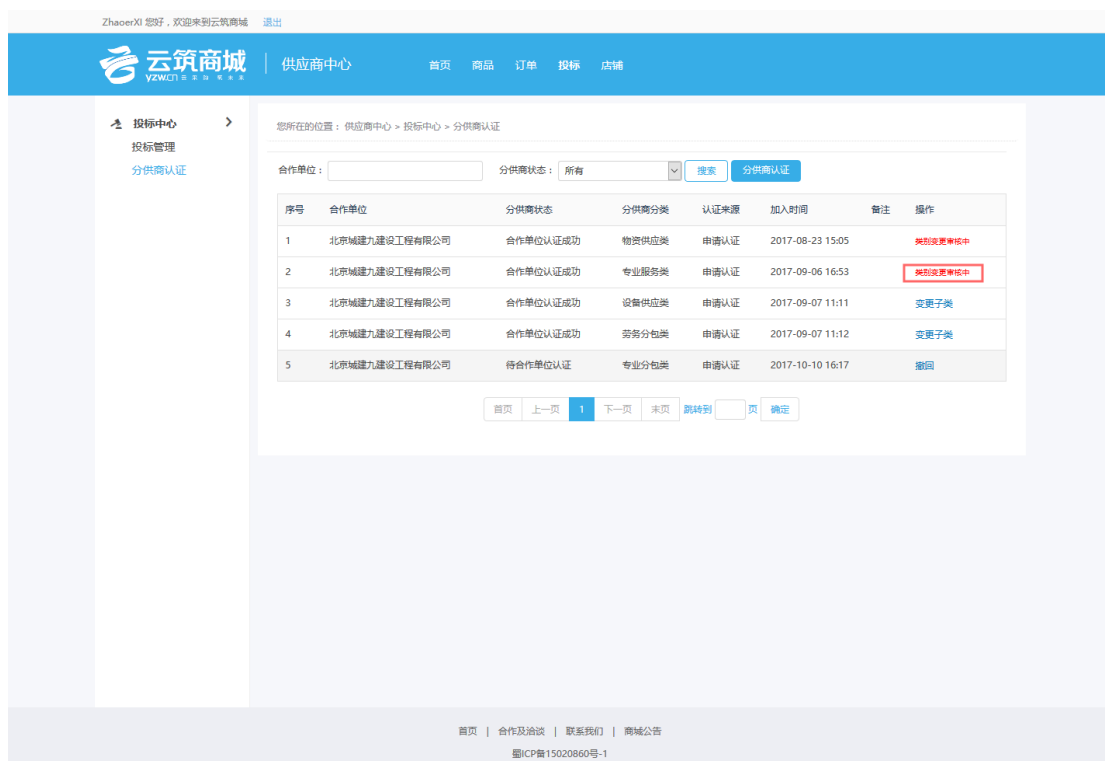 ZhaoerXI 您好，欢迎来到云筑商城 退出
云筑商城 供应商中心 首页 商品 订单 投标 店铺
yzw.cn
投标中心
投标管理
分供商认证
您所在的位置：供应商中心 > 投标中心 > 分供商认证
合作单位： 分供商状态： 所有 搜索 分供商认证
序号 合作单位 分供商状态 分供商分类 认证来源 加入时间 备注 操作
1 北京城建九建设工程有限公司 合作单位认证成功 物资供应类 申请认证 2017-08-23 15:05 类别变更审核中
2 北京城建九建设工程有限公司 合作单位认证成功 专业服务类 申请认证 2017-09-06 16:53 类别变更审核中
3 北京城建九建设工程有限公司 合作单位认证成功 设备供应类 申请认证 2017-09-07 11:11 变更子类
4 北京城建九建设工程有限公司 合作单位认证成功 劳务分包类 申请认证 2017-09-07 11:12 变更子类
5 北京城建九建设工程有限公司 待合作单位认证 专业分包类 申请认证 2017-10-10 16:17 撤回
首页 上一页 1 下一页 末页 跳转到 页 确定
首页 | 合作及洽谈 | 联系我们 | 商城公告
蜀ICP备15020860号-1